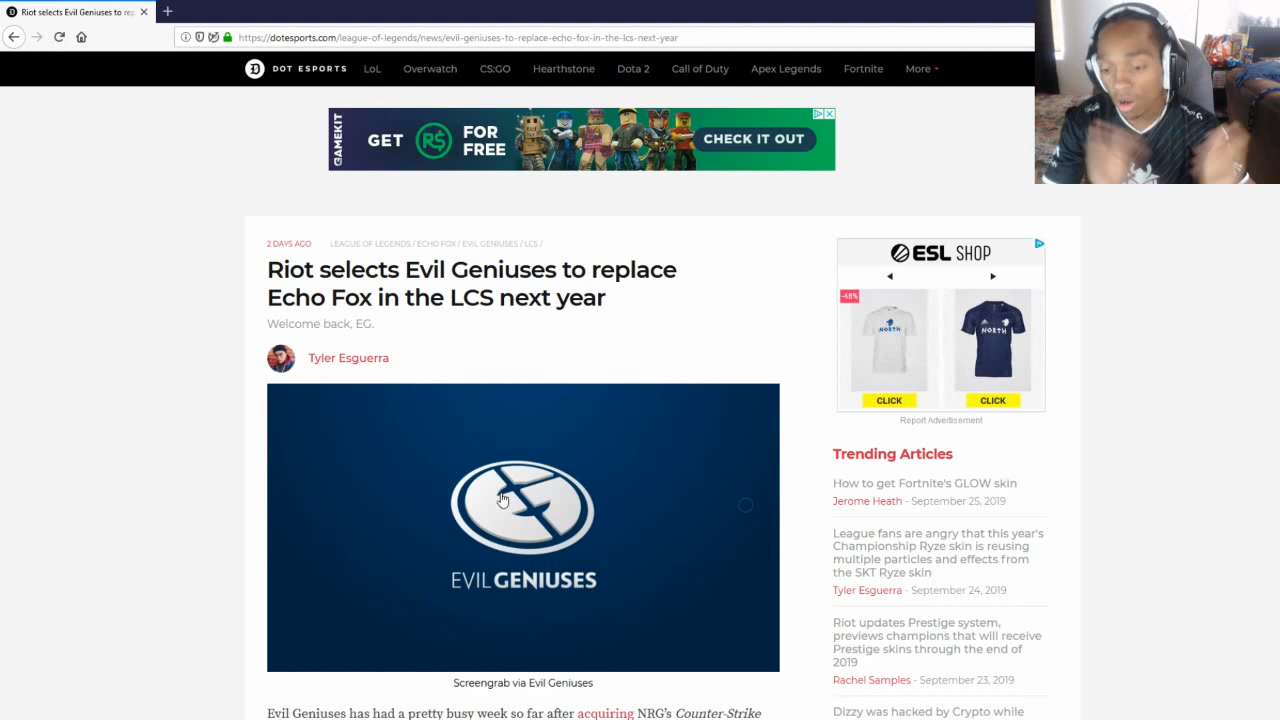 Riot selects Evil Geniuses to rep
https://dotesports.com/league-of-legends/news/evil-geniuses-to-replace-echo-fox-in-the-lcs-next-year
DOT ESPORTS LoL Overwatch CS:GO Hearthstone Dota 2 Call of Duty Apex Legends Fortnite More
GAMEKIT
GET R$ FOR FREE CHECK IT OUT
2 DAYS AGO LEAGUE OF LEGENDS / ECHO FOX / EVIL GENIUSES / LCS /
Riot selects Evil Geniuses to replace
Echo Fox in the LCS next year
Welcome back, EG.
Tyler Esguerra
EVIL GENIUSES
Screengrab via Evil Geniuses
Evil Geniuses has had a pretty busy week so far after acquiring NRG's Counter-Strike
ESL SHOP
-48%
NORTH NORTH
CLICK CLICK
Report Advertisement
Trending Articles
How to get Fortnite's GLOW skin
Jerome Heath - September 25, 2019
League fans are angry that this year's
Championship Ryze skin is reusing
multiple particles and effects from
the SKT Ryze skin
Tyler Esguerra - September 24, 2019
Riot updates Prestige system,
previews champions that will receive
Prestige skins through the end of
2019
Rachel Samples - September 23, 2019
Dizzy was hacked by Crypto while